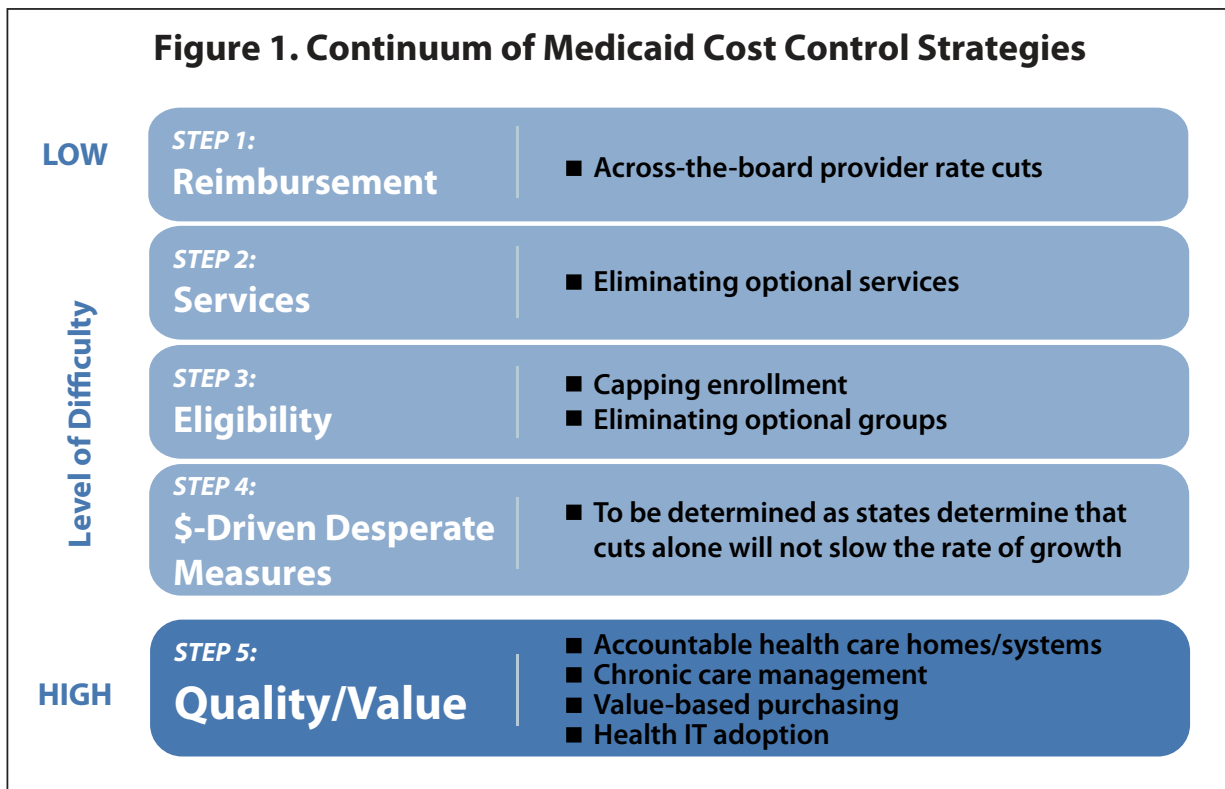 Figure 1. Continuum of Medicaid Cost Control Strategies
LOW
Level of Difficulty
HIGH
STEP 1:
Reimbursement
■ Across-the-board provider rate cuts
STEP 2:
Services
■ Eliminating optional services
STEP 3:
Eligibility
■ Capping enrollment
■ Eliminating optional groups
STEP 4:
$-Driven Desperate
Measures
■ To be determined as states determine that
cuts alone will not slow the rate of growth
STEP 5:
Quality/Value
■ Accountable health care homes/systems
■ Chronic care management
■ Value-based purchasing
■ Health IT adoption